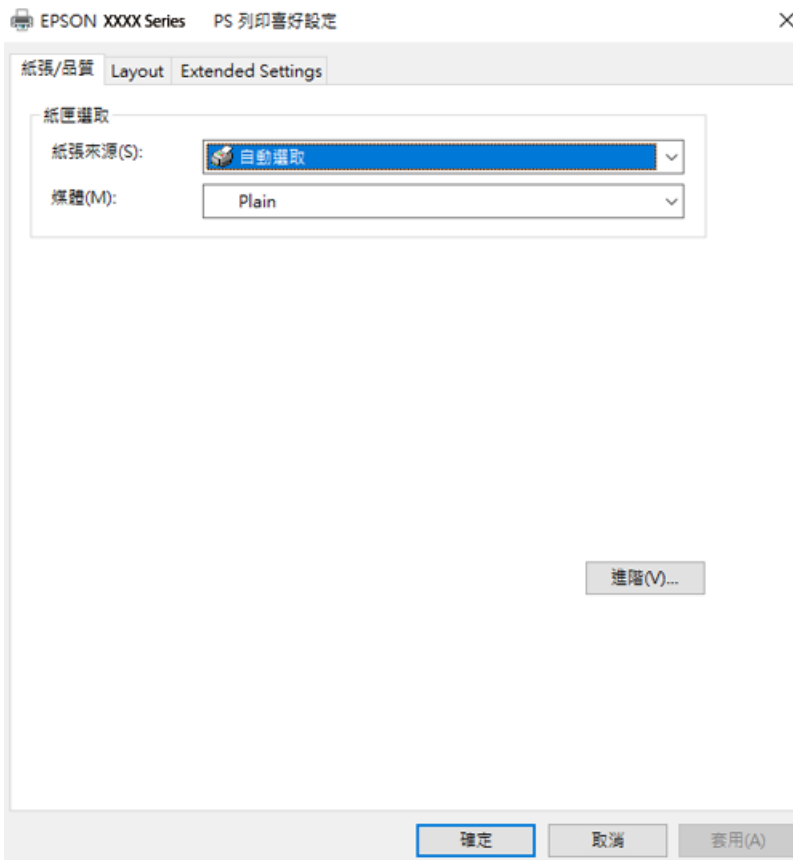 EPSON XXXX Series PS 列印喜好設定
紙張/品質 Layout Extended Settings
紙匣選取
紙張來源(S): 自動選取
媒體(M): Plain
進階(V)...
確定 取消 套用(A)